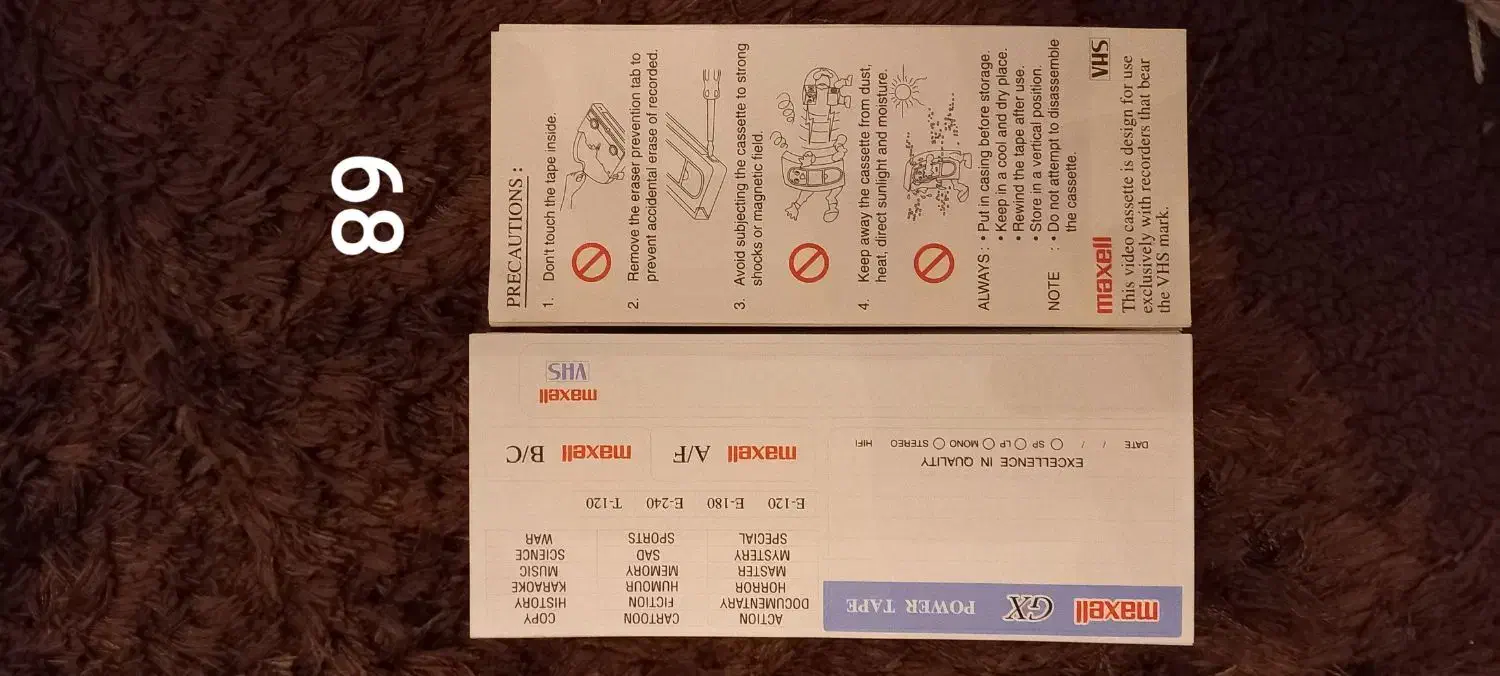 89
PRECAUTIONS :
1. Don't touch the tape inside.
2. Remove the eraser prevention tab to
prevent accidental erase of recorded.
3. Avoid subjecting the cassette to strong
shocks or magnetic field.
4. Keep away the cassette from dust,
heat, direct sunlight and moisture.
ALWAYS : • Put in casing before storage.
• Keep in a cool and dry place.
• Rewind the tape after use.
• Store in a vertical position.
NOTE : • Do not attempt to disassemble
the cassette.
maxell VHS
This video cassette is design for use
exclusively with recorders that bear
the VHS mark.
maxell GX POWER TAPE
EXCELLENCE IN QUALITY
DATE / / SP LP MONO STEREO HIFI
ACTION CARTOON COPY
DOCUMENTARY FICTION HISTORY
HORROR HUMOUR KARAOKE
MASTER MEMORY MUSIC
MYSTERY SAD SCIENCE
SPECIAL SPORTS WAR
E-120 E-180 E-240 T-120
maxell A/F maxell B/C
maxell
VHS